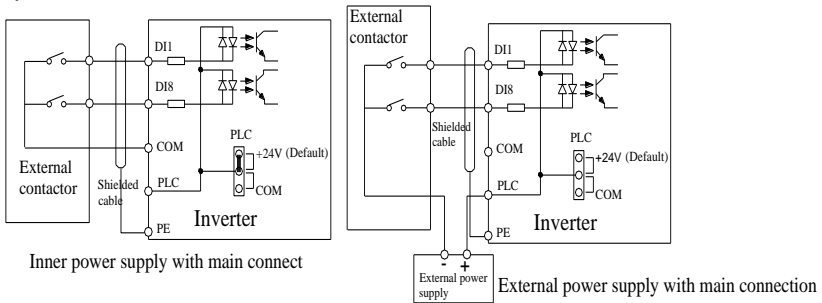 DI1
DI8
COM
External
contactor
Shielded
cable
PLC
PE
PLC
+24V (Default)
COM
Inverter
Inner power supply with main connect
External
contactor
DI1
DI8
Shielded
cable
COM
PLC
PE
PLC
+24V (Default)
COM
Inverter
- +
External power
supply
External power supply with main connection